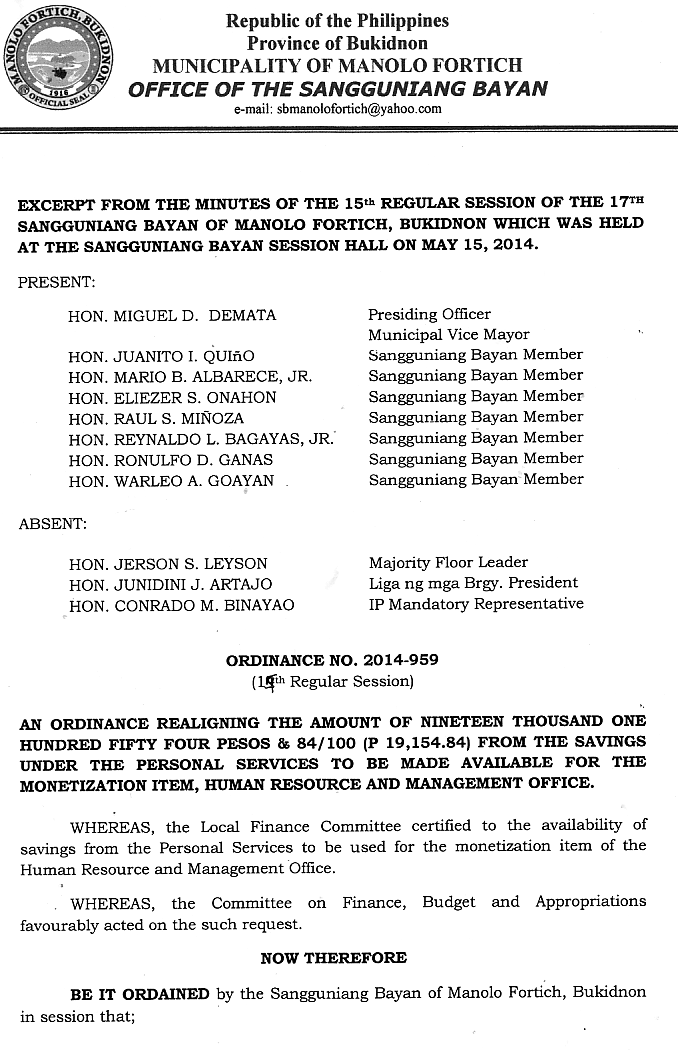 MANOLO FORTICH, BUKIDNON
1916
OFFICIAL SEAL
Republic of the Philippines
Province of Bukidnon
MUNICIPALITY OF MANOLO FORTICH
OFFICE OF THE SANGGUNIANG BAYAN
e-mail: sbmanolofortich@yahoo.com
EXCERPT FROM THE MINUTES OF THE 15th REGULAR SESSION OF THE 17TH
SANGGUNIANG BAYAN OF MANOLO FORTICH, BUKIDNON WHICH WAS HELD
AT THE SANGGUNIANG BAYAN SESSION HALL ON MAY 15, 2014.
PRESENT:
HON. MIGUEL D. DEMATA Presiding Officer
Municipal Vice Mayor
HON. JUANITO I. QUIñO Sangguniang Bayan Member
HON. MARIO B. ALBARECE, JR. Sangguniang Bayan Member
HON. ELIEZER S. ONAHON Sangguniang Bayan Member
HON. RAUL S. MIÑOZA Sangguniang Bayan Member
HON. REYNALDO L. BAGAYAS, JR. Sangguniang Bayan Member
HON. RONULFO D. GANAS Sangguniang Bayan Member
HON. WARLEO A. GOAYAN Sangguniang Bayan Member
ABSENT:
HON. JERSON S. LEYSON Majority Floor Leader
HON. JUNIDINI J. ARTAJO Liga ng mga Brgy. President
HON. CONRADO M. BINAYAO IP Mandatory Representative
ORDINANCE NO. 2014-959
Regular Session)
AN ORDINANCE REALIGNING THE AMOUNT OF NINETEEN THOUSAND ONE
HUNDRED FIFTY FOUR PESOS & 84/100 (P 19,154.84) FROM THE SAVINGS
UNDER THE PERSONAL SERVICES TO BE MADE AVAILABLE FOR THE
MONETIZATION ITEM, HUMAN RESOURCE AND MANAGEMENT OFFICE.
WHEREAS, the Local Finance Committee certified to the availability of
savings from the Personal Services to be used for the monetization item of the
Human Resource and Management Office.
WHEREAS, the Committee on Finance, Budget and Appropriations
favourably acted on the such request.
NOW THEREFORE
BE IT ORDAINED by the Sangguniang Bayan of Manolo Fortich, Bukidnon
in session that;